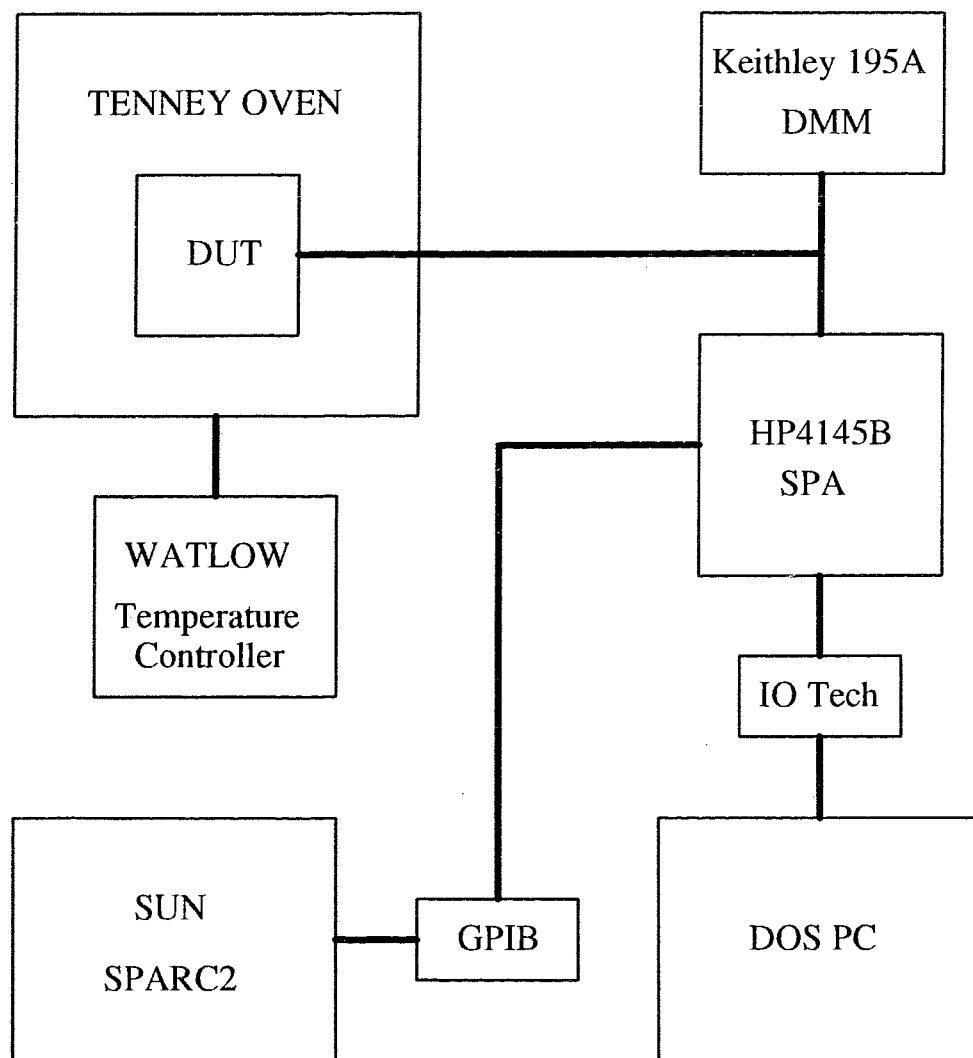 TENNEY OVEN
DUT
Keithley 195A
DMM
HP4145B
SPA
WATLOW
Temperature
Controller
IO Tech
SUN
SPARC2
GPIB
DOS PC